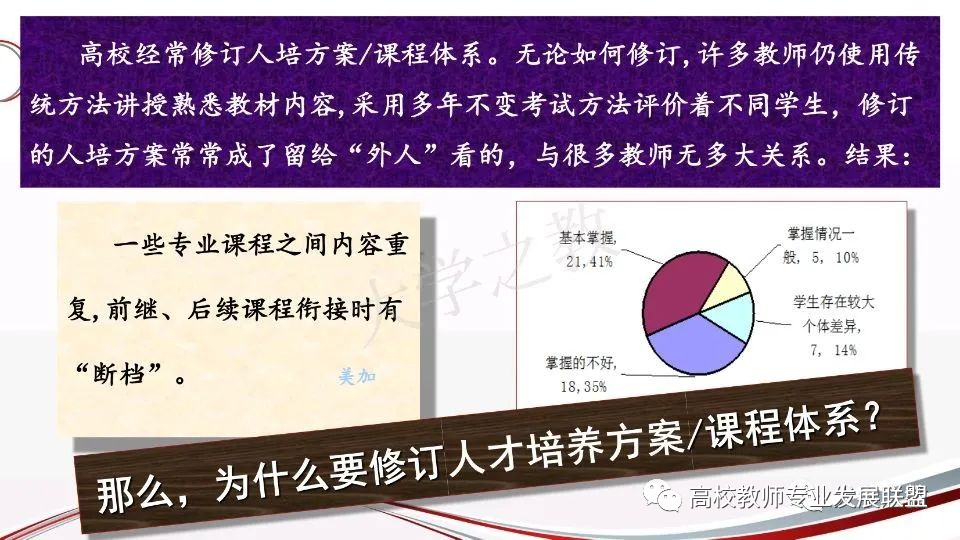 高校经常修订人培方案/课程体系。无论如何修订,许多教师仍使用传
统方法讲授熟悉教材内容,采用多年不变考试方法评价着不同学生，修订
的人培方案常常成了留给“外人”看的，与很多教师无多大关系。结果：
一些专业课程之间内容重
复,前继、后续课程衔接时有
“断档”。
美加
大学之教
基本掌握,
21,41%
掌握情况一
般, 5, 10%
学生存在较大
个体差异,
7, 14%
掌握的不好,
18,35%
那么，为什么要修订人才培养方案/课程体系？
高校教师专业发展联盟